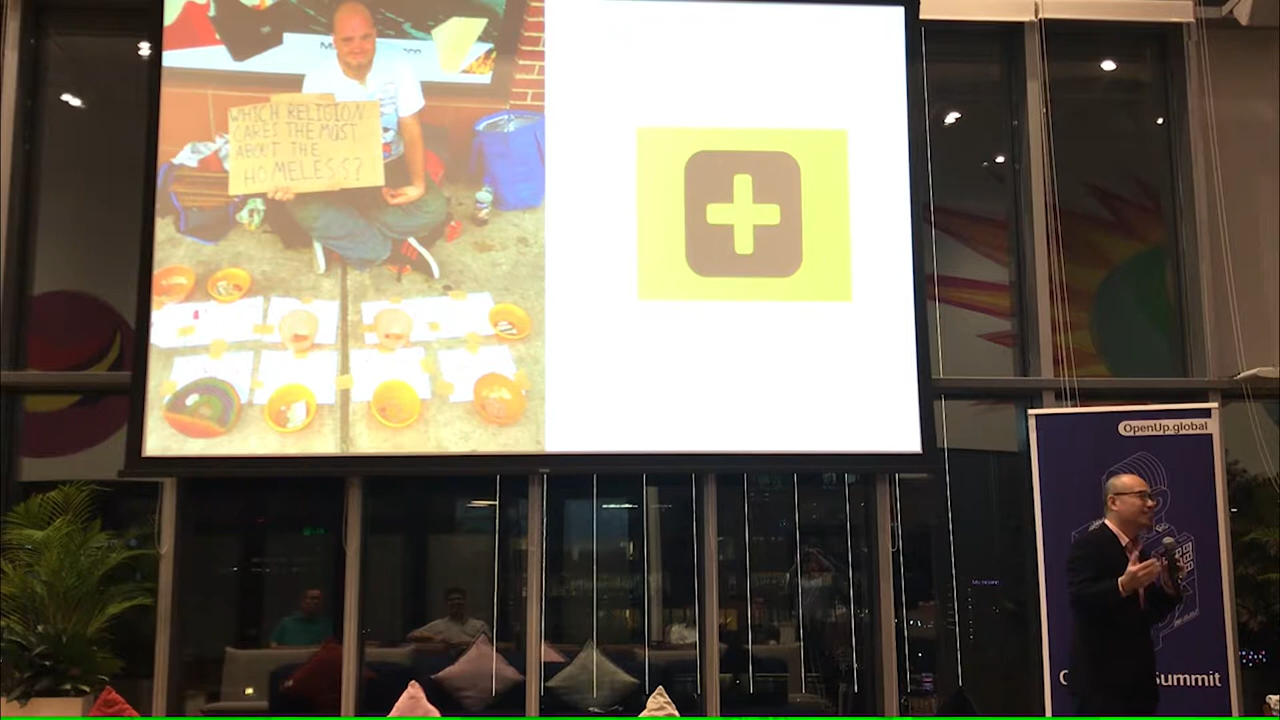 WHICH RELIGION
CARES THE MOST
ABOUT THE
HOMELESS?
OpenUp.global
Summit